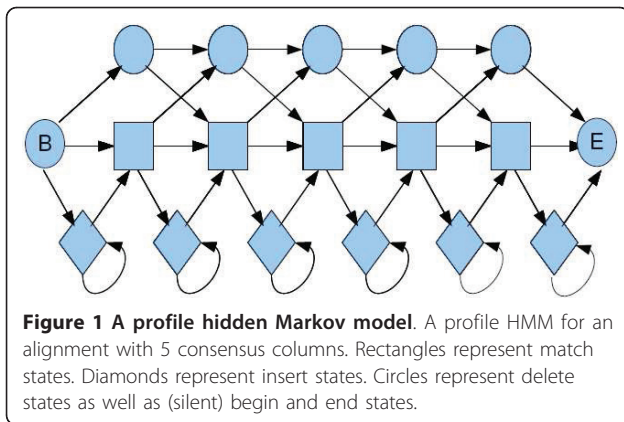 B
E
Figure 1 A profile hidden Markov model. A profile HMM for an
alignment with 5 consensus columns. Rectangles represent match
states. Diamonds represent insert states. Circles represent delete
states as well as (silent) begin and end states.